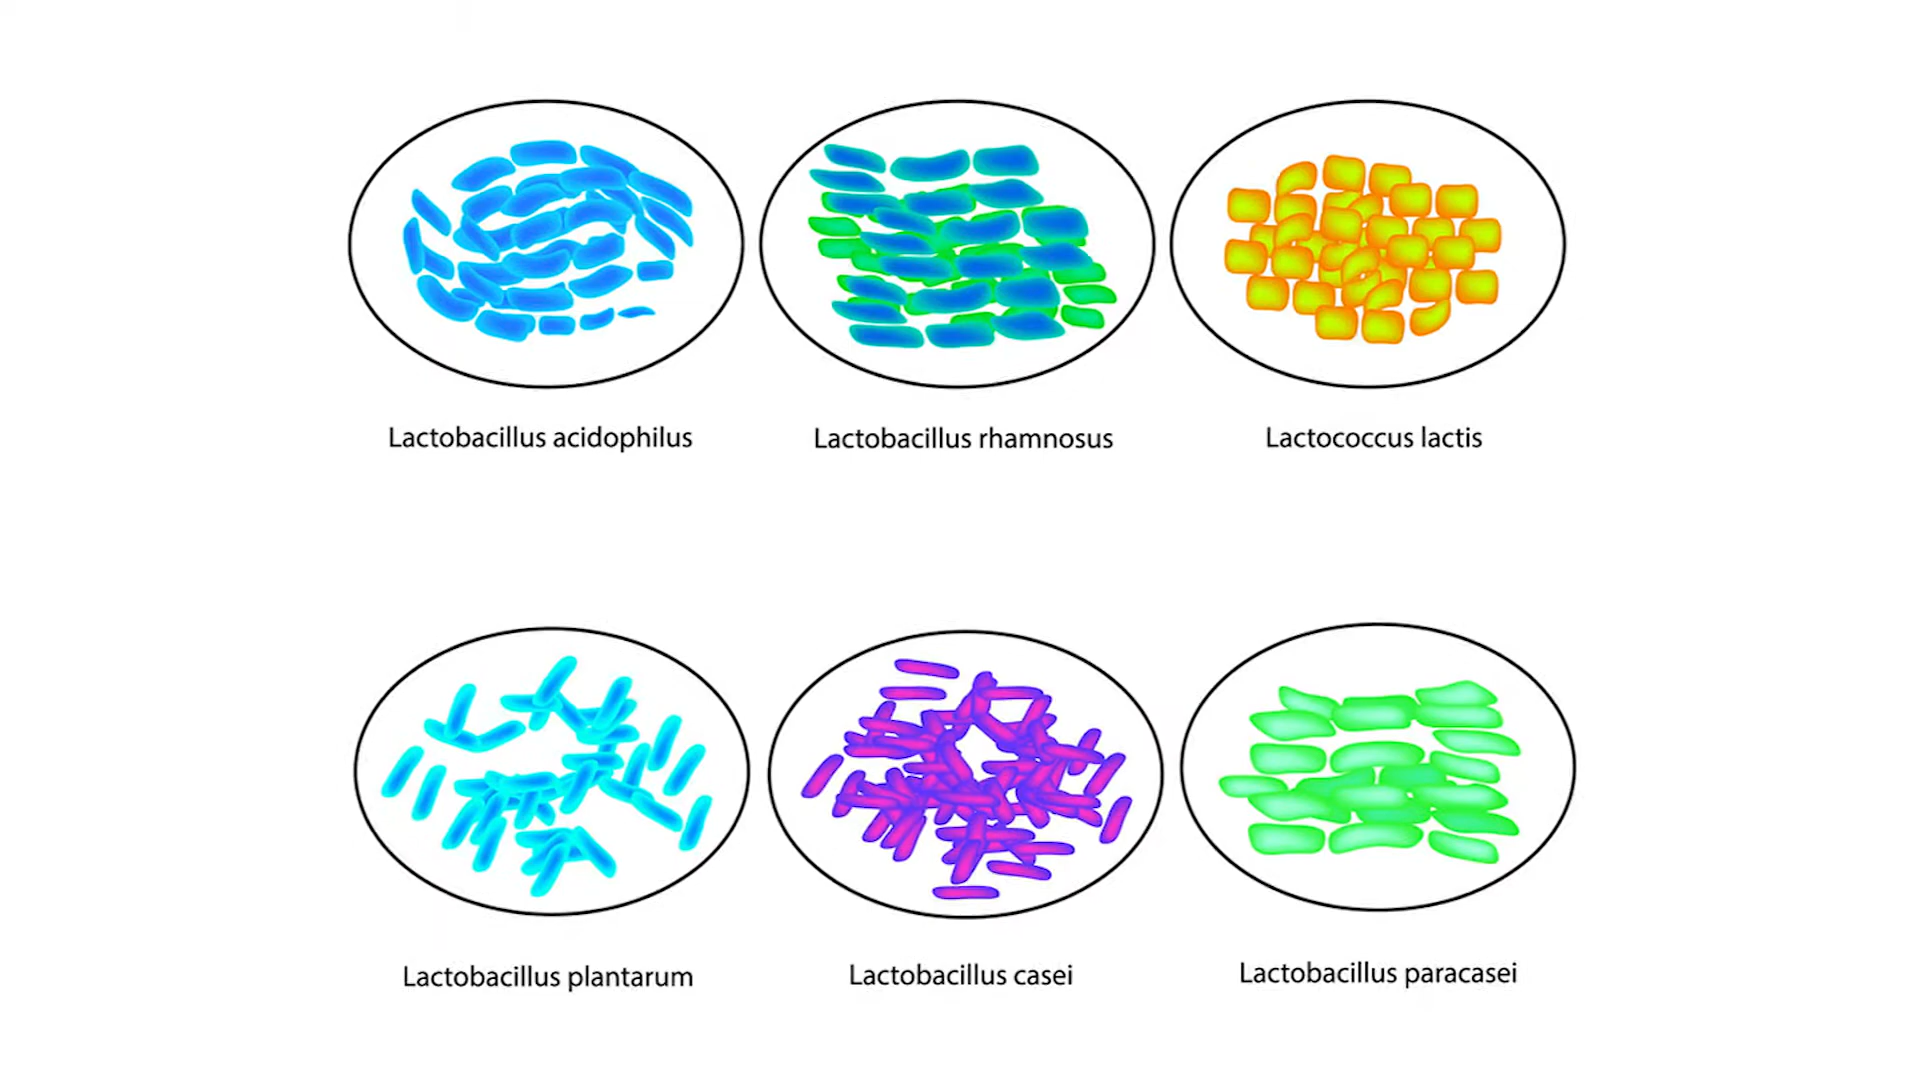 Lactobacillus acidophilus
Lactobacillus rhamnosus
Lactococcus lactis
Lactobacillus plantarum
Lactobacillus casei
Lactobacillus paracasei